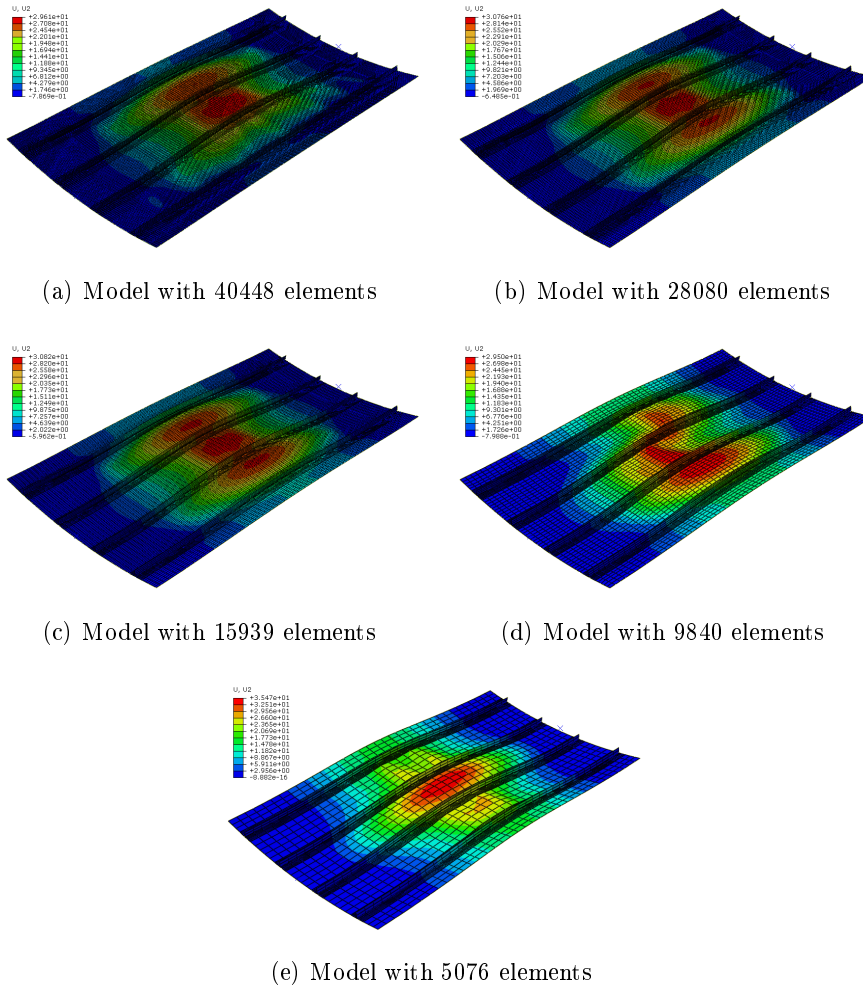 U, U2
+2.961e+01
+2.708e+01
+2.454e+01
+2.201e+01
+1.948e+01
+1.694e+01
+1.441e+01
+1.188e+01
+9.345e+00
+6.812e+00
+4.279e+00
+1.746e+00
-7.869e-01
(a) Model with 40448 elements
U, U2
+3.076e+01
+2.814e+01
+2.552e+01
+2.291e+01
+2.029e+01
+1.767e+01
+1.506e+01
+1.244e+01
+9.821e+00
+7.203e+00
+4.586e+00
+1.969e+00
-6.485e-01
(b) Model with 28080 elements
U, U2
+3.082e+01
+2.820e+01
+2.558e+01
+2.296e+01
+2.035e+01
+1.773e+01
+1.511e+01
+1.249e+01
+9.875e+00
+7.257e+00
+4.639e+00
+2.022e+00
-5.962e-01
(c) Model with 15939 elements
U, U2
+2.950e+01
+2.698e+01
+2.445e+01
+2.193e+01
+1.940e+01
+1.688e+01
+1.435e+01
+1.183e+01
+9.301e+00
+6.776e+00
+4.251e+00
+1.726e+00
-7.988e-01
(d) Model with 9840 elements
U, U2
+3.547e+01
+3.251e+01
+2.956e+01
+2.660e+01
+2.365e+01
+2.069e+01
+1.773e+01
+1.478e+01
+1.182e+01
+8.867e+00
+5.911e+00
+2.956e+00
-8.882e-16
(e) Model with 5076 elements